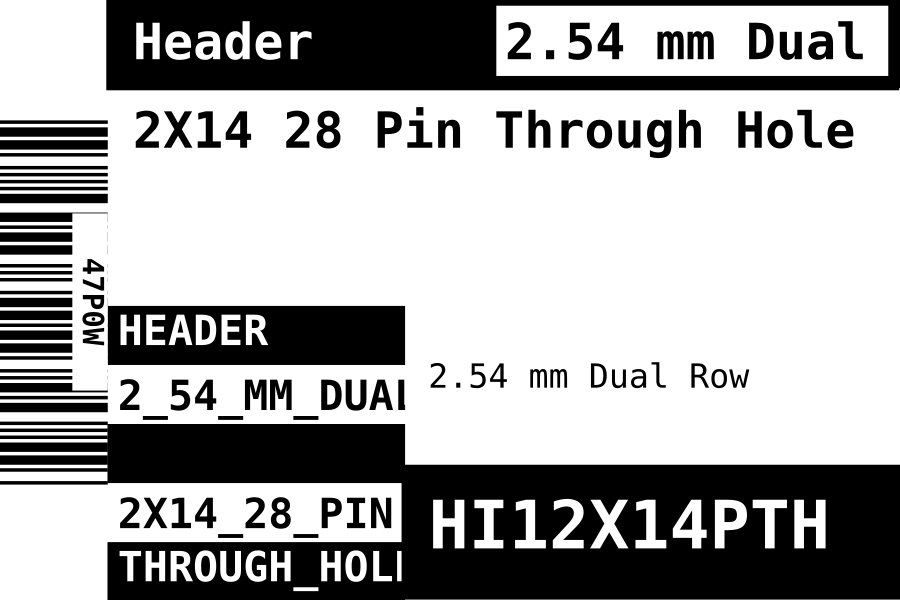 Header
2.54 mm Dual
2X14 28 Pin Through Hole
47P0W
HEADER
2_54_MM_DUAL
2.54 mm Dual Row
2X14_28_PIN
THROUGH_HOLE
HI12X14PTH